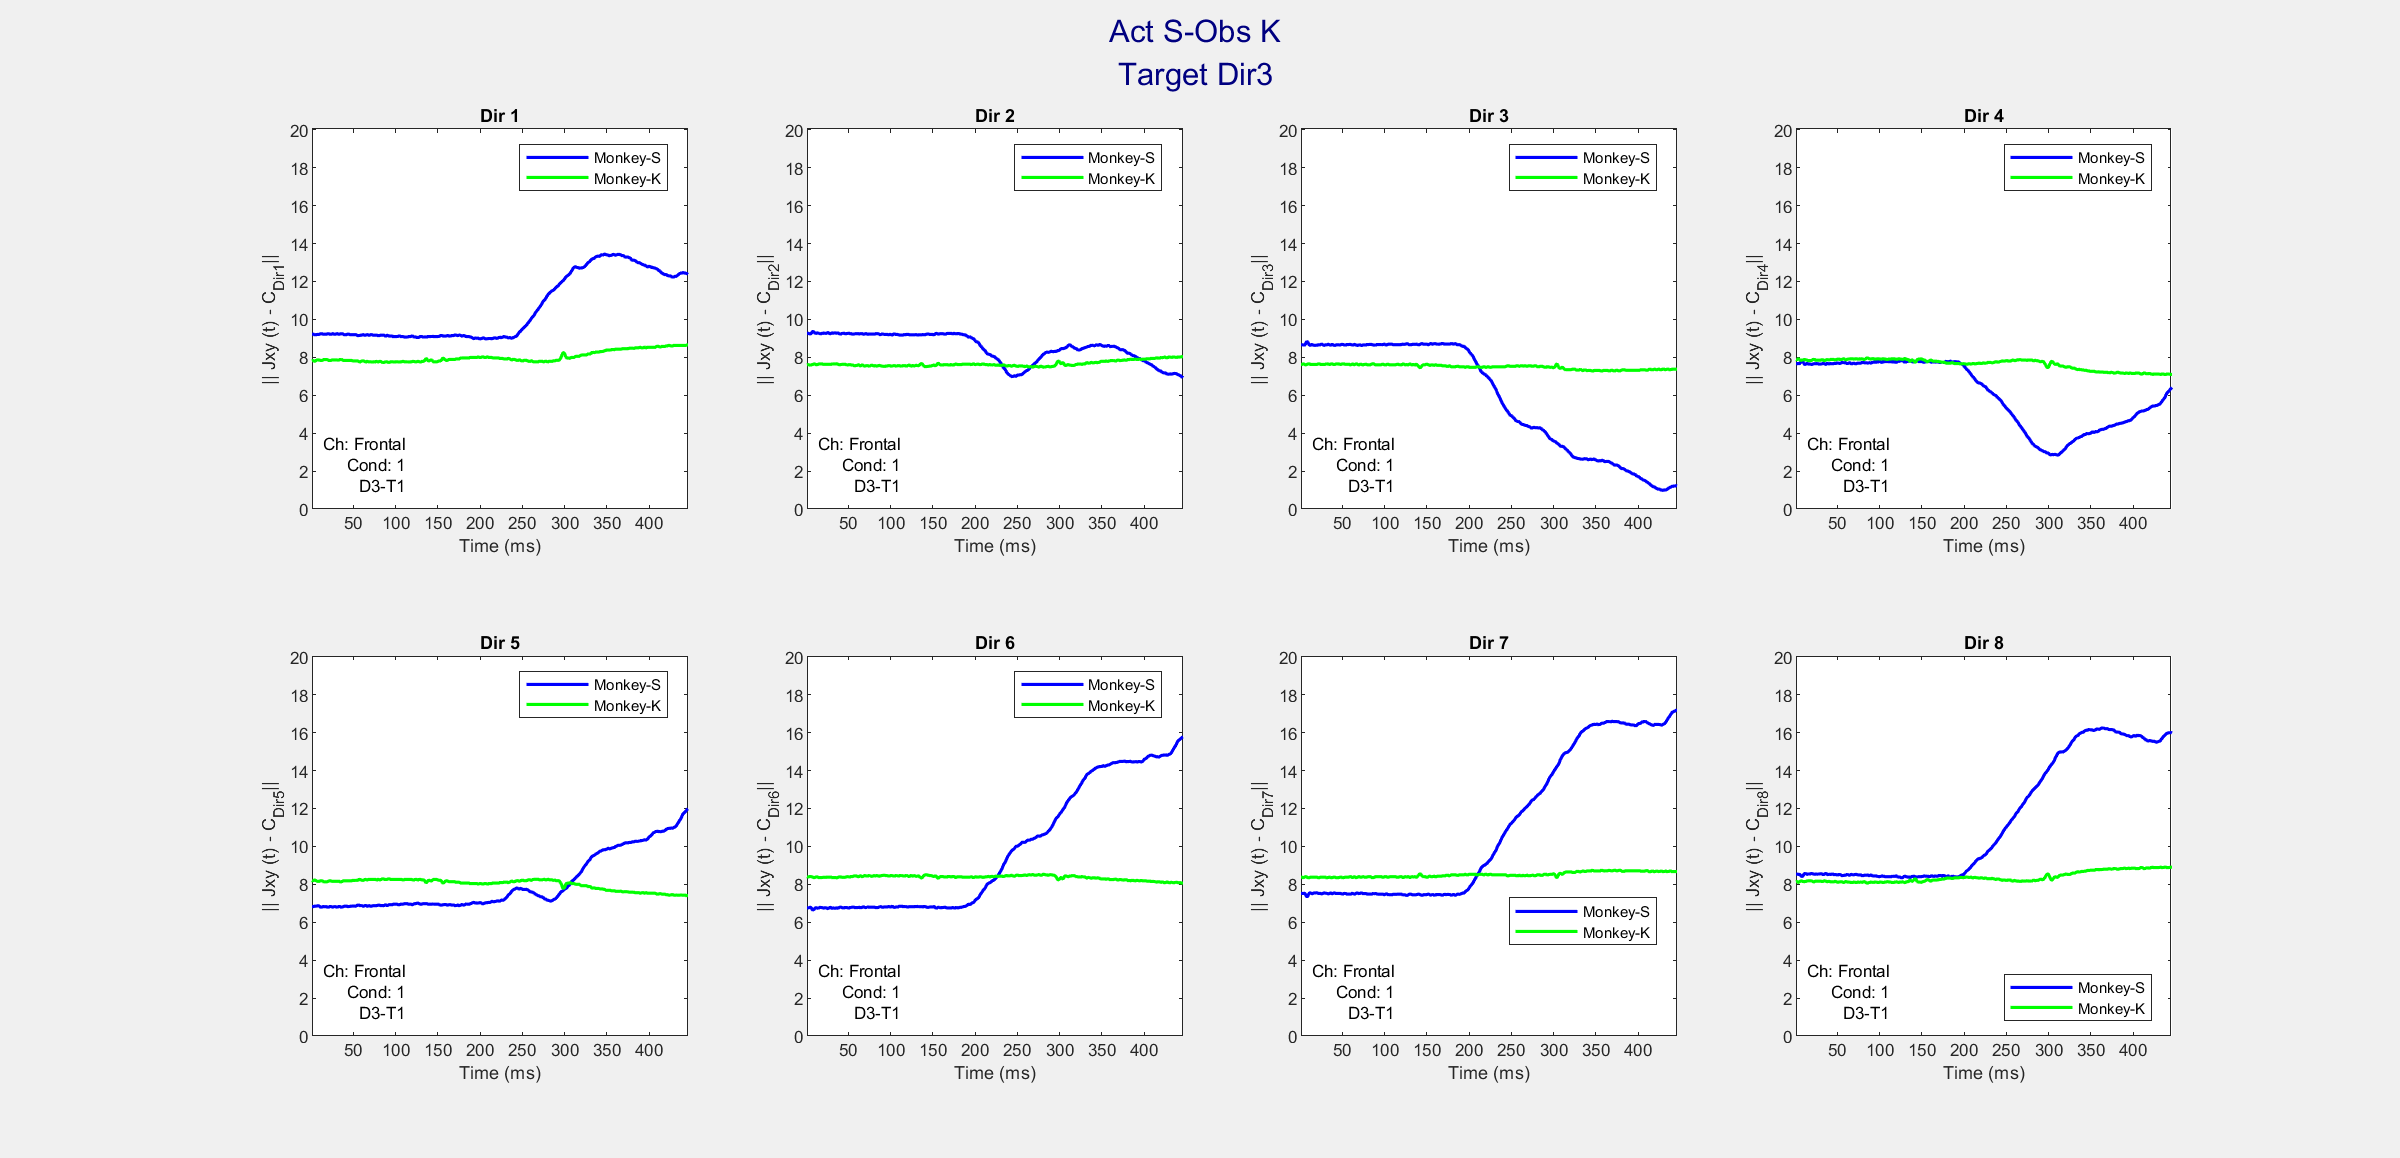 Act S-Obs K
Target Dir3
Dir 1
20
18
16
14
12
10
8
6
4
2
0
|| Jxy (t) - C_Dir1||
Monkey-S
Monkey-K
Ch: Frontal
Cond: 1
D3-T1
50 100 150 200 250 300 350 400
Time (ms)
Dir 2
20
18
16
14
12
10
8
6
4
2
0
|| Jxy (t) - C_Dir2||
Monkey-S
Monkey-K
Ch: Frontal
Cond: 1
D3-T1
50 100 150 200 250 300 350 400
Time (ms)
Dir 3
20
18
16
14
12
10
8
6
4
2
0
|| Jxy (t) - C_Dir3||
Monkey-S
Monkey-K
Ch: Frontal
Cond: 1
D3-T1
50 100 150 200 250 300 350 400
Time (ms)
Dir 4
20
18
16
14
12
10
8
6
4
2
0
|| Jxy (t) - C_Dir4||
Monkey-S
Monkey-K
Ch: Frontal
Cond: 1
D3-T1
50 100 150 200 250 300 350 400
Time (ms)
Dir 5
20
18
16
14
12
10
8
6
4
2
0
|| Jxy (t) - C_Dir5||
Monkey-S
Monkey-K
Ch: Frontal
Cond: 1
D3-T1
50 100 150 200 250 300 350 400
Time (ms)
Dir 6
20
18
16
14
12
10
8
6
4
2
0
|| Jxy (t) - C_Dir6||
Monkey-S
Monkey-K
Ch: Frontal
Cond: 1
D3-T1
50 100 150 200 250 300 350 400
Time (ms)
Dir 7
20
18
16
14
12
10
8
6
4
2
0
|| Jxy (t) - C_Dir7||
Monkey-S
Monkey-K
Ch: Frontal
Cond: 1
D3-T1
50 100 150 200 250 300 350 400
Time (ms)
Dir 8
20
18
16
14
12
10
8
6
4
2
0
|| Jxy (t) - C_Dir8||
Ch: Frontal
Cond: 1
D3-T1
Monkey-S
Monkey-K
50 100 150 200 250 300 350 400
Time (ms)